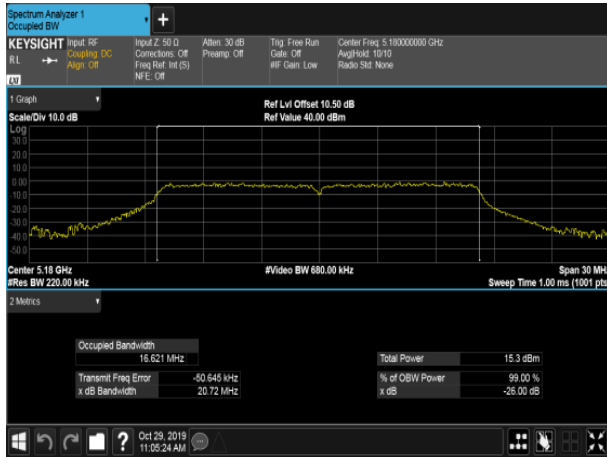 Spectrum Analyzer 1
Occupied BW
+
KEYSIGHT
RL
LXI
Input: RF
Coupling: DC
Align: Off
Input Z: 50 Ω
Corrections: Off
Freq Ref: Int (S)
NFE: Off
Atten: 30 dB
Preamp: Off
Trig: Free Run
Gate: Off
#IF Gain: Low
Center Freq: 5.180000000 GHz
Avg|Hold: 10/10
Radio Std: None
1 Graph
Scale/Div 10.0 dB
Ref Lvl Offset 10.50 dB
Ref Value 40.00 dBm
Log
30.0
20.0
10.0
0.00
-10.0
-20.0
-30.0
-40.0
-50.0
Center 5.18 GHz
#Res BW 220.00 kHz
#Video BW 680.00 kHz
Span 30 MHz
Sweep Time 1.00 ms (1001 pts
2 Metrics
Occupied Bandwidth
16.621 MHz
Total Power 15.3 dBm
Transmit Freq Error -50.645 kHz
% of OBW Power 99.00 %
x dB Bandwidth 20.72 MHz
x dB -26.00 dB
?
Oct 29, 2019
11:05:24 AM